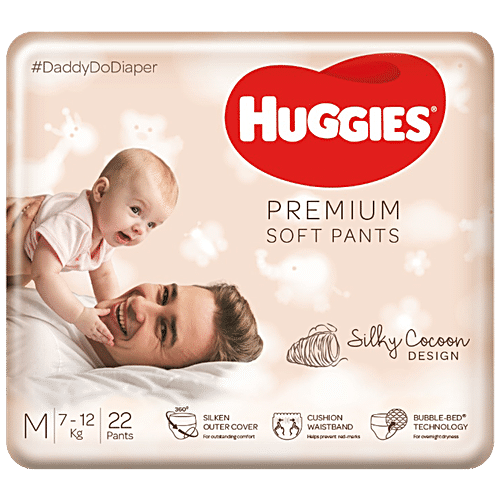 #DaddyDoDiaper
HUGGIES®
PREMIUM
SOFT PANTS
Silky Cocoon
DESIGN
M
7 - 12
Kg
22
Pants
360°
SILKEN
OUTER COVER
For outstanding comfort
CUSHION
WAISTBAND
Helps prevent red-marks
BUBBLE-BED®
TECHNOLOGY
For overnight dryness